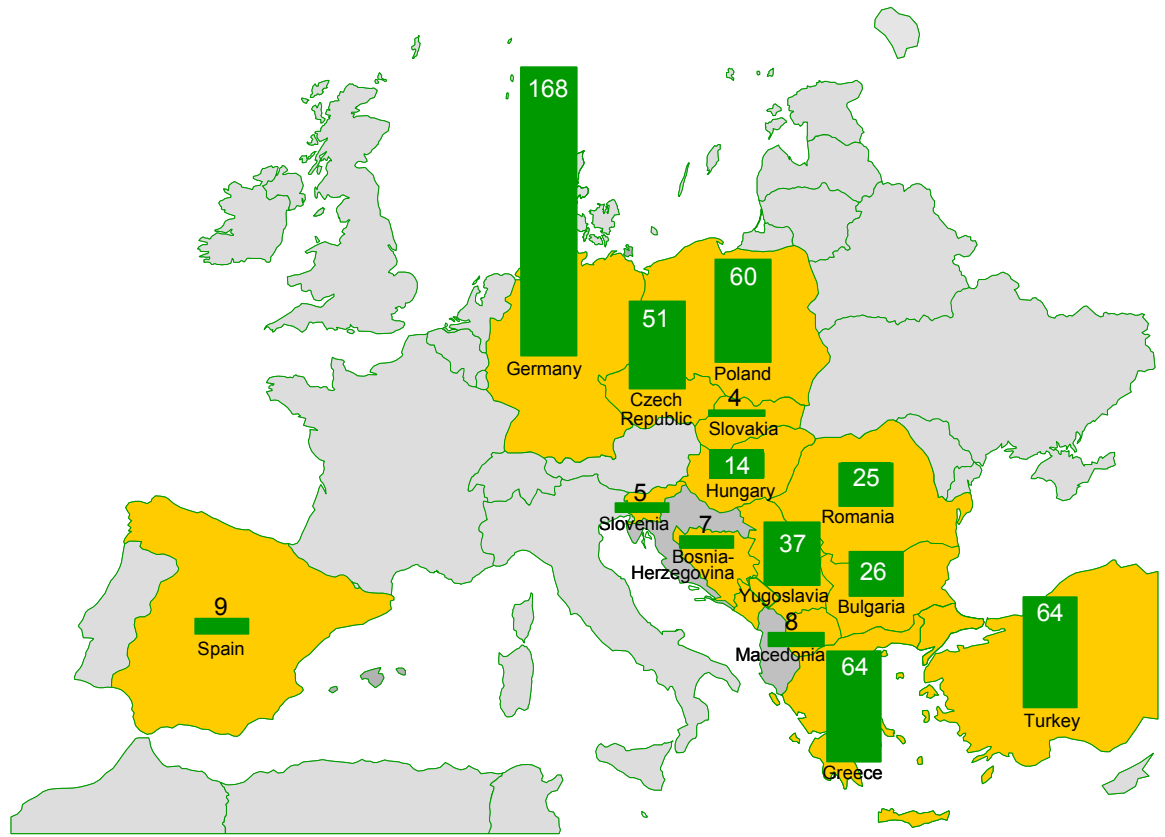 168
Germany
60
Poland
51
Czech
Republic
4
Slovakia
14
Hungary
25
Romania
5
Slovenia
7
Bosnia-
Herzegovina
37
Yugoslavia
26
Bulgaria
9
Spain
8
Macedonia
64
Greece
64
Turkey